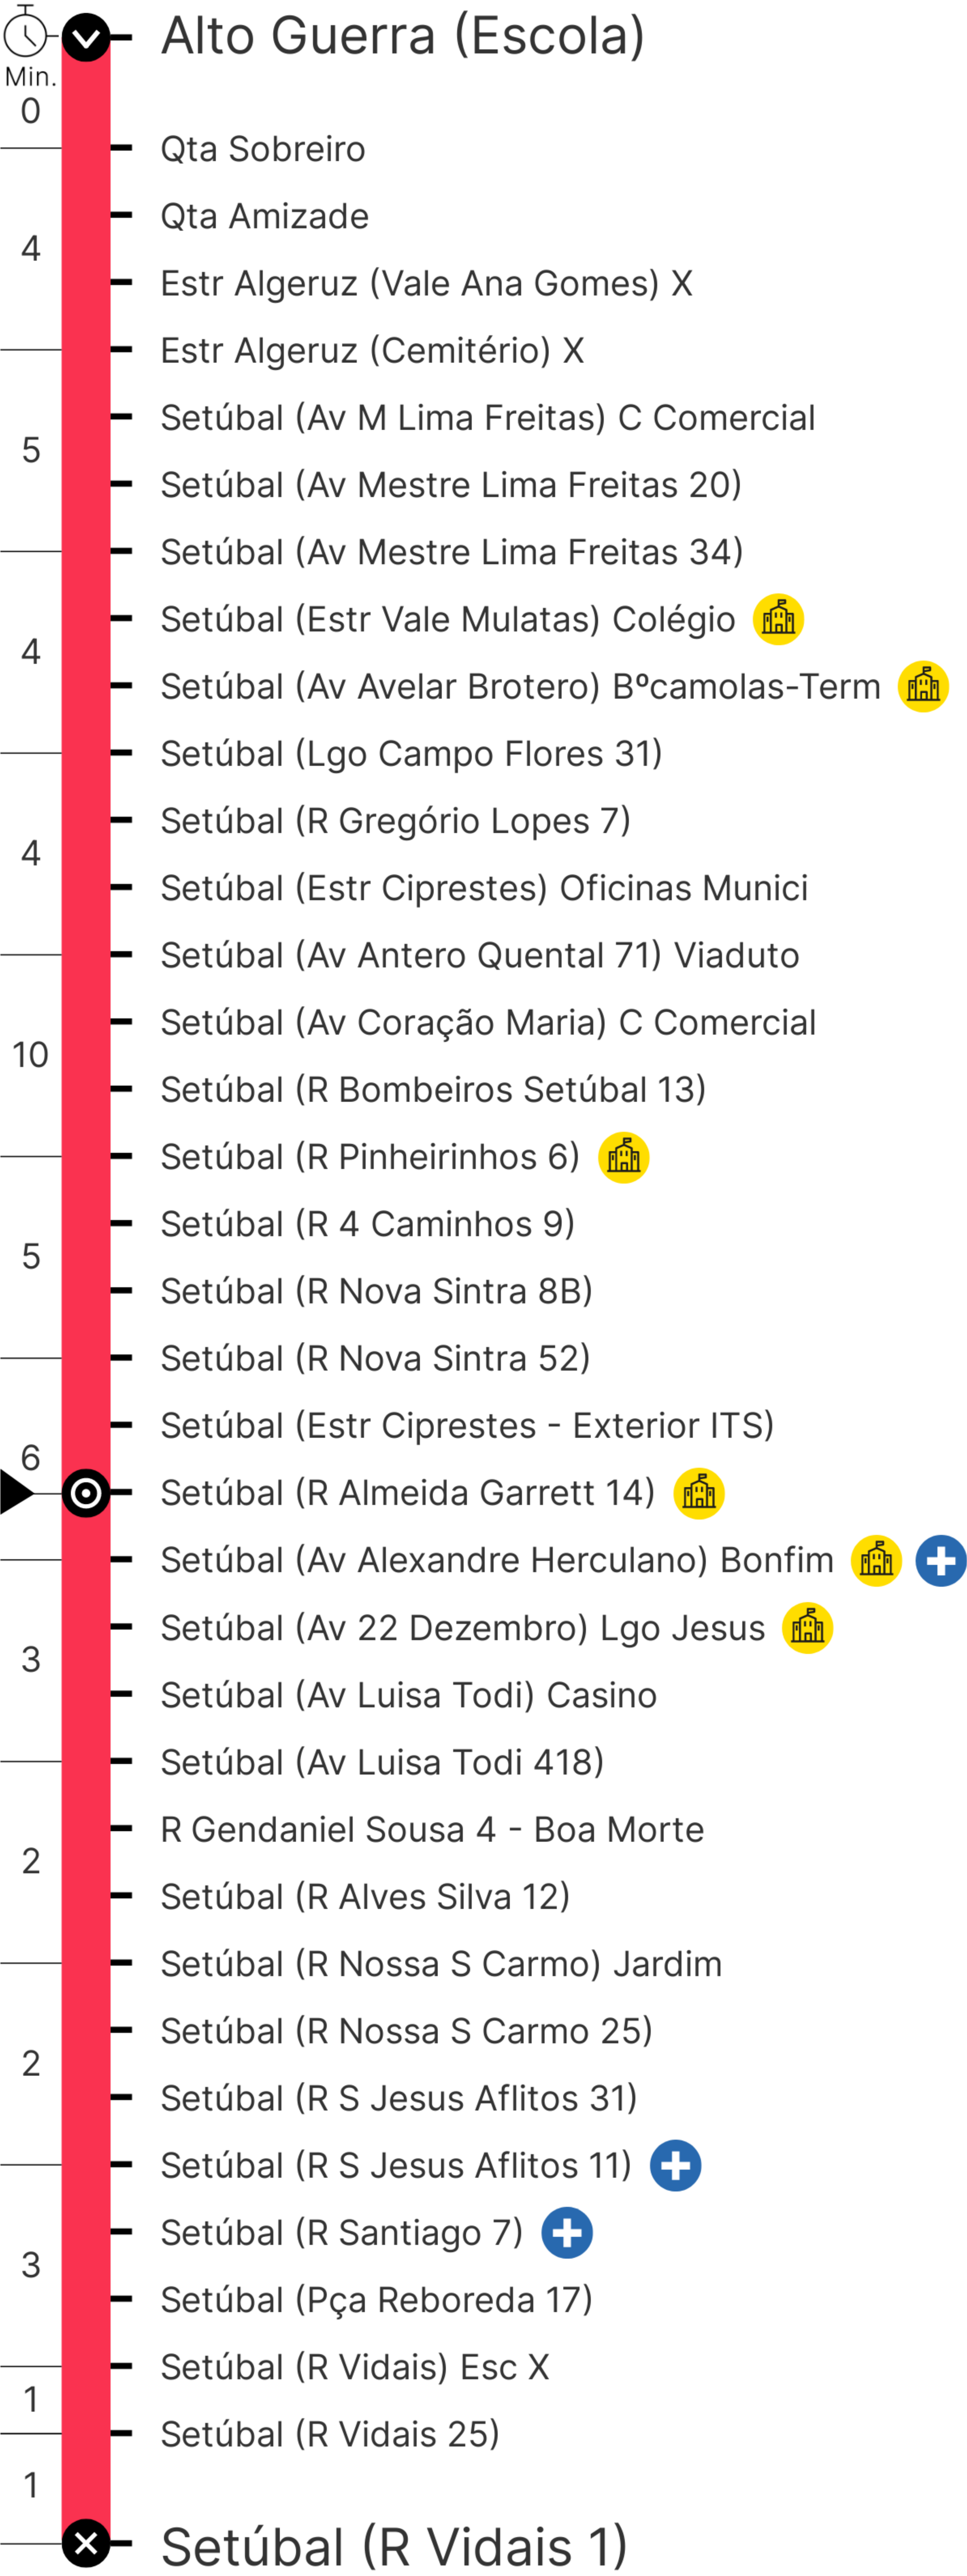 Alto Guerra (Escola)
Min.
0
Qta Sobreiro
Qta Amizade
4
Estr Algeruz (Vale Ana Gomes) X
Estr Algeruz (Cemitério) X
Setúbal (Av M Lima Freitas) C Comercial
5
Setúbal (Av Mestre Lima Freitas 20)
Setúbal (Av Mestre Lima Freitas 34)
Setúbal (Estr Vale Mulatas) Colégio
4
Setúbal (Av Avelar Brotero) Bºcamolas-Term
Setúbal (Lgo Campo Flores 31)
Setúbal (R Gregório Lopes 7)
4
Setúbal (Estr Ciprestes) Oficinas Munici
Setúbal (Av Antero Quental 71) Viaduto
Setúbal (Av Coração Maria) C Comercial
10
Setúbal (R Bombeiros Setúbal 13)
Setúbal (R Pinheirinhos 6)
Setúbal (R 4 Caminhos 9)
5
Setúbal (R Nova Sintra 8B)
Setúbal (R Nova Sintra 52)
Setúbal (Estr Ciprestes - Exterior ITS)
6
Setúbal (R Almeida Garrett 14)
Setúbal (Av Alexandre Herculano) Bonfim
Setúbal (Av 22 Dezembro) Lgo Jesus
3
Setúbal (Av Luisa Todi) Casino
Setúbal (Av Luisa Todi 418)
R Gendaniel Sousa 4 - Boa Morte
2
Setúbal (R Alves Silva 12)
Setúbal (R Nossa S Carmo) Jardim
Setúbal (R Nossa S Carmo 25)
2
Setúbal (R S Jesus Aflitos 31)
Setúbal (R S Jesus Aflitos 11)
Setúbal (R Santiago 7)
3
Setúbal (Pça Reboreda 17)
Setúbal (R Vidais) Esc X
1
Setúbal (R Vidais 25)
1
Setúbal (R Vidais 1)